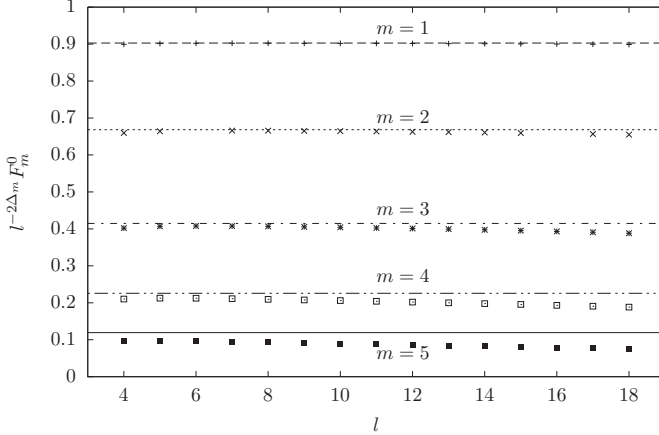 1
0.9
0.8
0.7
0.6
0.5
0.4
0.3
0.2
0.1
0
l^{-2Δ_m} F_m^0
m = 1
m = 2
m = 3
m = 4
m = 5
4 6 8 10 12 14 16 18
l